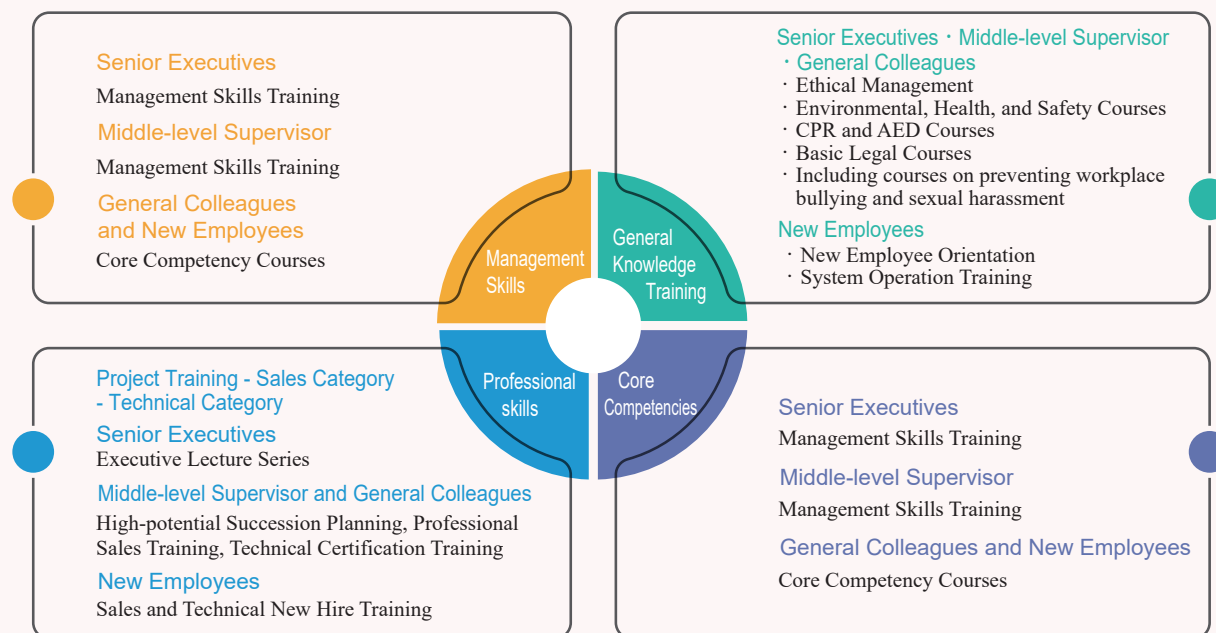 Senior Executives
Management Skills Training
Middle-level Supervisor
Management Skills Training
General Colleagues
and New Employees
Core Competency Courses
Senior Executives · Middle-level Supervisor
· General Colleagues
· Ethical Management
· Environmental, Health, and Safety Courses
· CPR and AED Courses
· Basic Legal Courses
· Including courses on preventing workplace
bullying and sexual harassment
New Employees
· New Employee Orientation
· System Operation Training
Management
Skills
General
Knowledge
Training
Professional
skills
Core
Competencies
Project Training - Sales Category
- Technical Category
Senior Executives
Executive Lecture Series
Middle-level Supervisor and General Colleagues
High-potential Succession Planning, Professional
Sales Training, Technical Certification Training
New Employees
Sales and Technical New Hire Training
Senior Executives
Management Skills Training
Middle-level Supervisor
Management Skills Training
General Colleagues and New Employees
Core Competency Courses